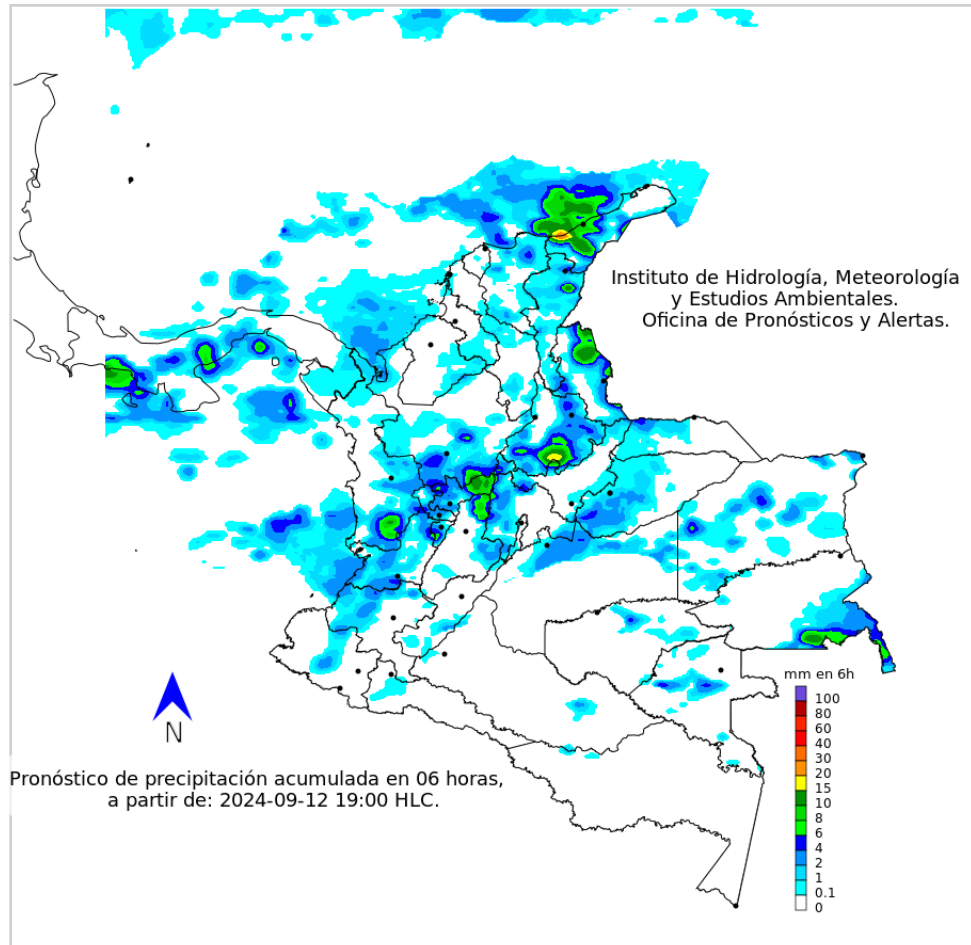 Instituto de Hidrología, Meteorología
y Estudios Ambientales.
Oficina de Pronósticos y Alertas.
N
mm en 6h
100
80
60
40
30
20
15
10
8
6
4
2
1
0.1
0
Pronóstico de precipitación acumulada en 06 horas,
a partir de: 2024-09-12 19:00 HLC.